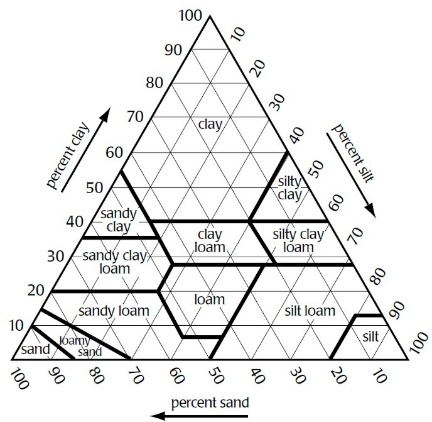 100
90
80
70
60
50
40
30
20
10
percent clay
10
20
30
40
50
60
70
80
90
100
percent silt
clay
silty
clay
sandy
clay
clay
loam
silty clay
loam
sandy clay
loam
loam
sandy loam
silt loam
silt
sand
loamy
sand
100
90
80
70
60
50
40
30
20
10
percent sand